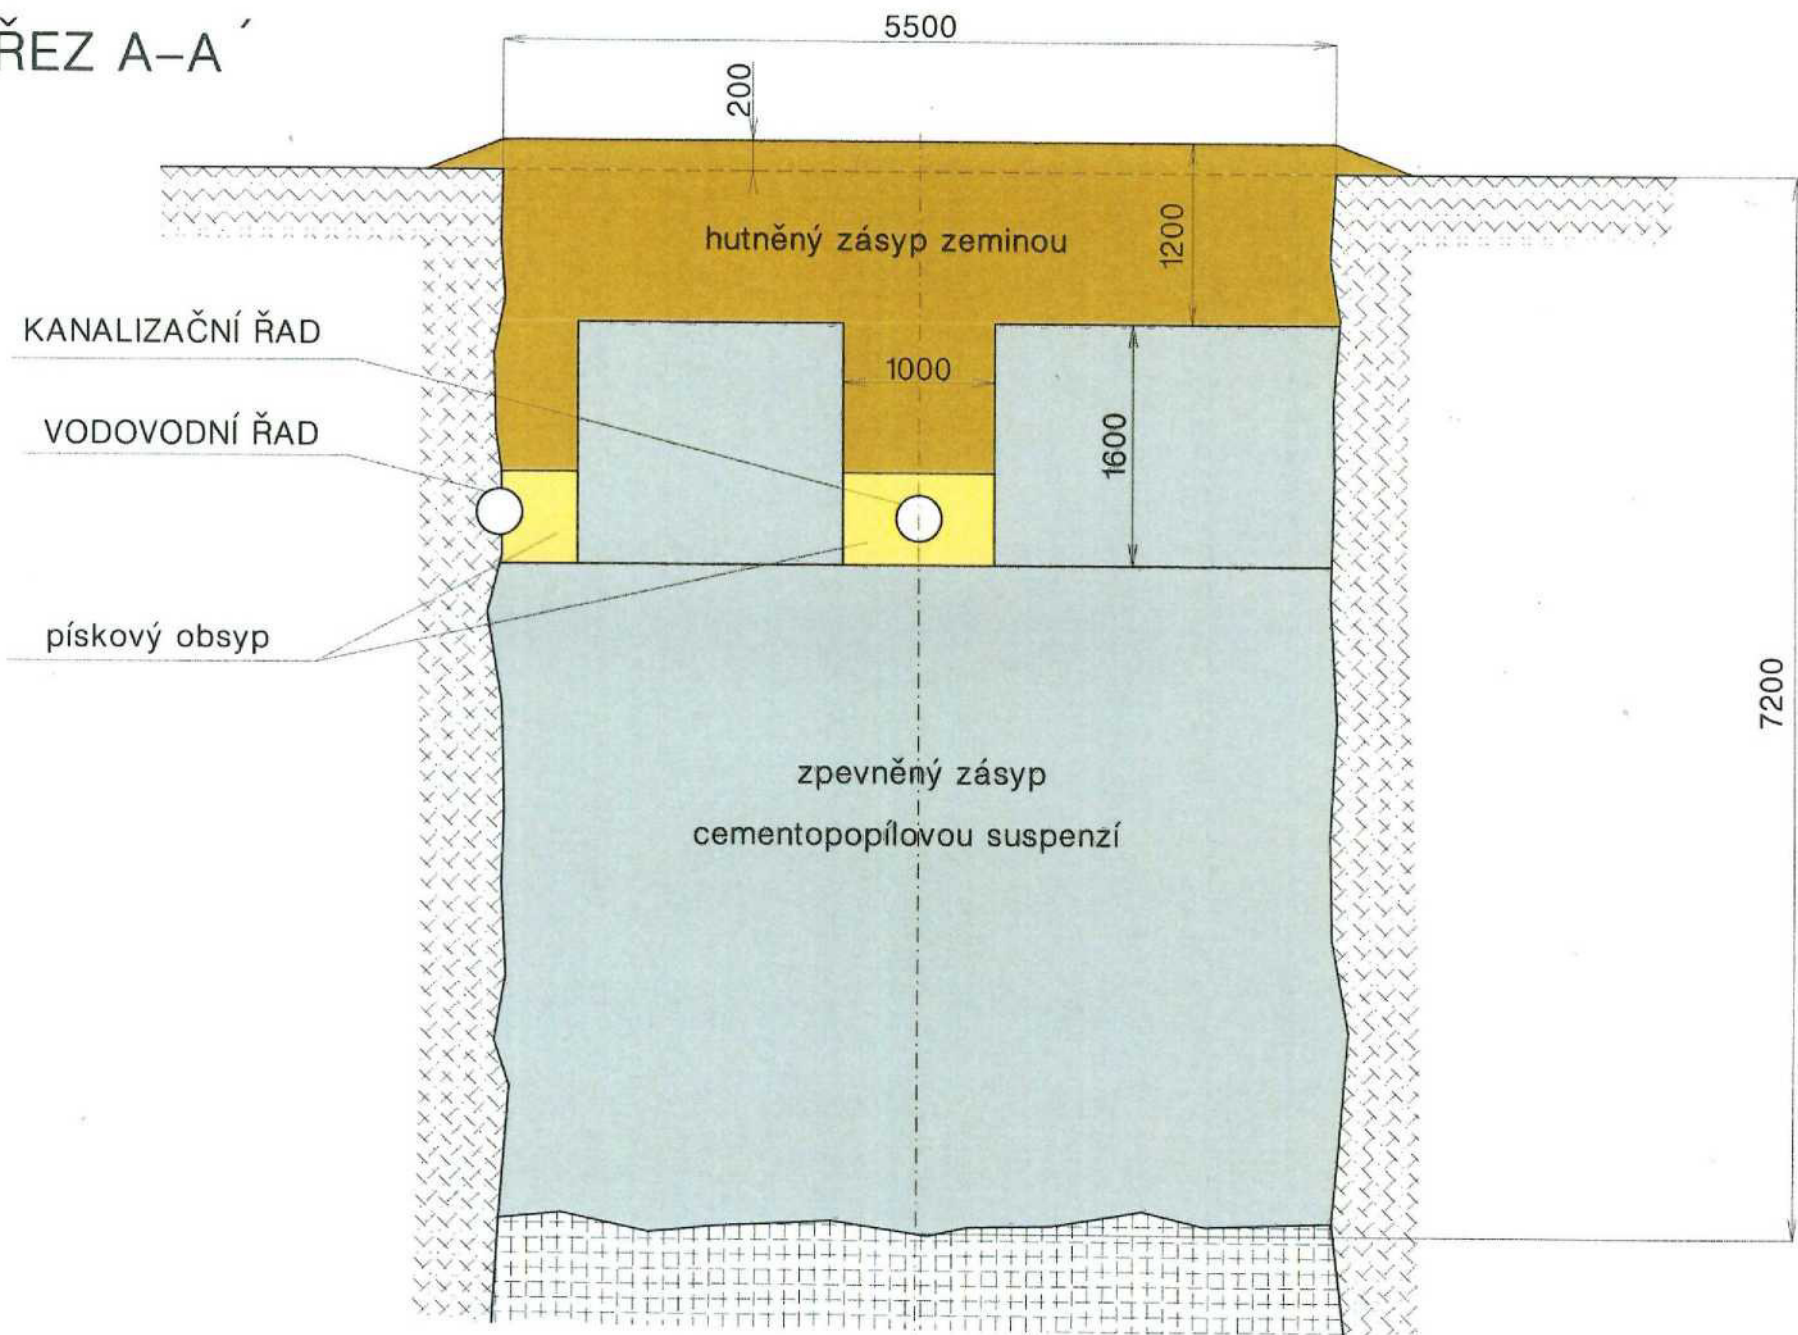 ŘEZ A–A´
5500
200
hutněný zásyp zeminou
1200
KANALIZAČNÍ ŘAD
1000
VODOVODNÍ ŘAD
1600
pískový obsyp
7200
zpevněný zásyp
cementopopílovou suspenzí